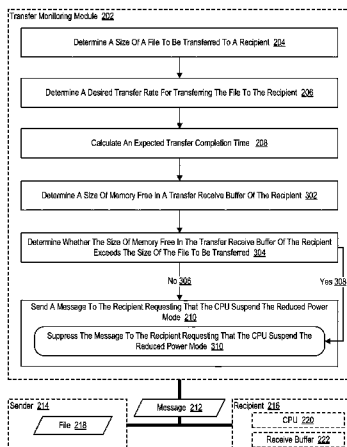 Transfer Monitoring Module 202
Determine A Size Of A File To Be Transferred To A Recipient 204
Determine A Desired Transfer Rate For Transferring The File To The Recipient 206
Calculate An Expected Transfer Completion Time 208
Determine A Size Of Memory Free In A Transfer Receive Buffer Of The Recipient 302
Determine Whether The Size Of Memory Free In The Transfer Receive Buffer Of The Recipient
Exceeds The Size Of The File To Be Transferred 304
No 306
Yes 308
Send A Message To The Recipient Requesting That The CPU Suspend The Reduced Power
Mode 210
Suppress The Message To The Recipient Requesting That The CPU Suspend The
Reduced Power Mode 310
Sender 214
Message 212
Recipient 216
File 218
CPU 220
Receive Buffer 222